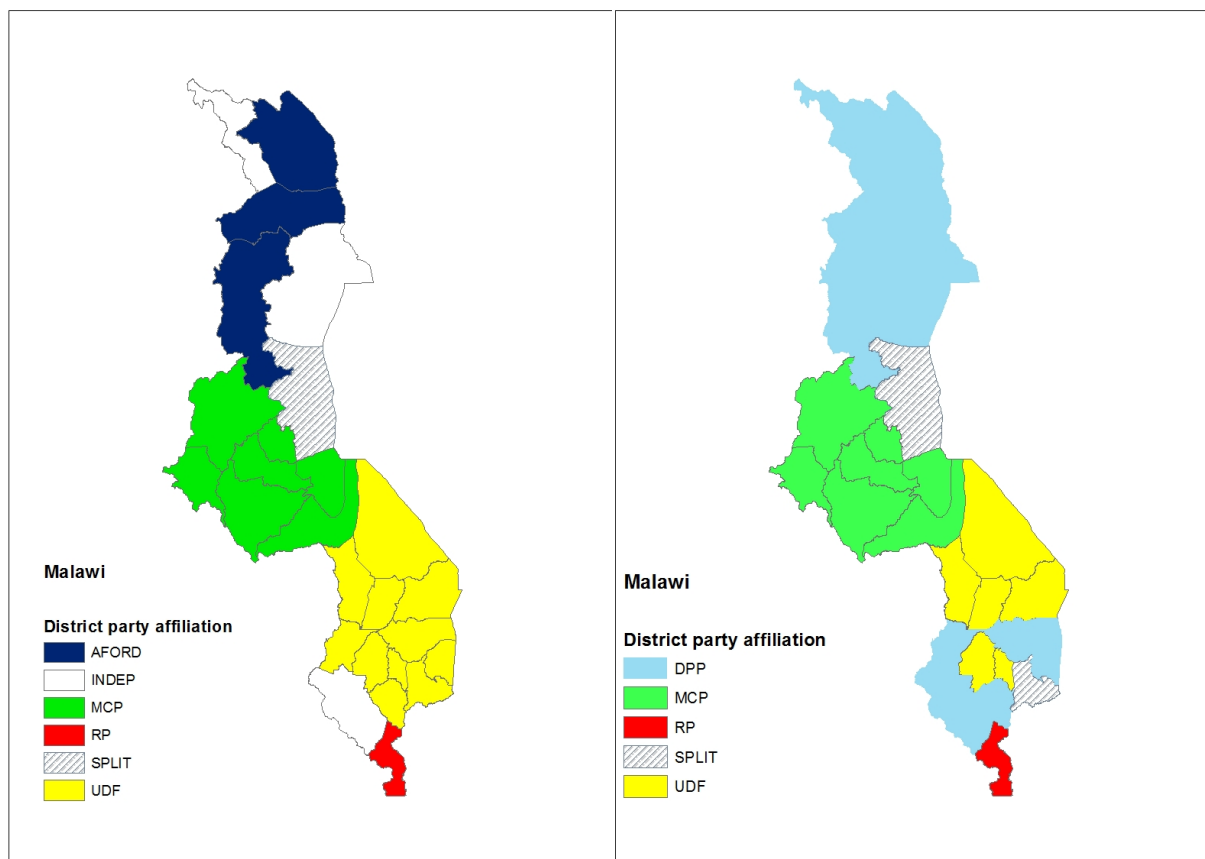 Malawi
District party affiliation
AFORD
INDEP
MCP
RP
SPLIT
UDF
Malawi
District party affiliation
DPP
MCP
RP
SPLIT
UDF